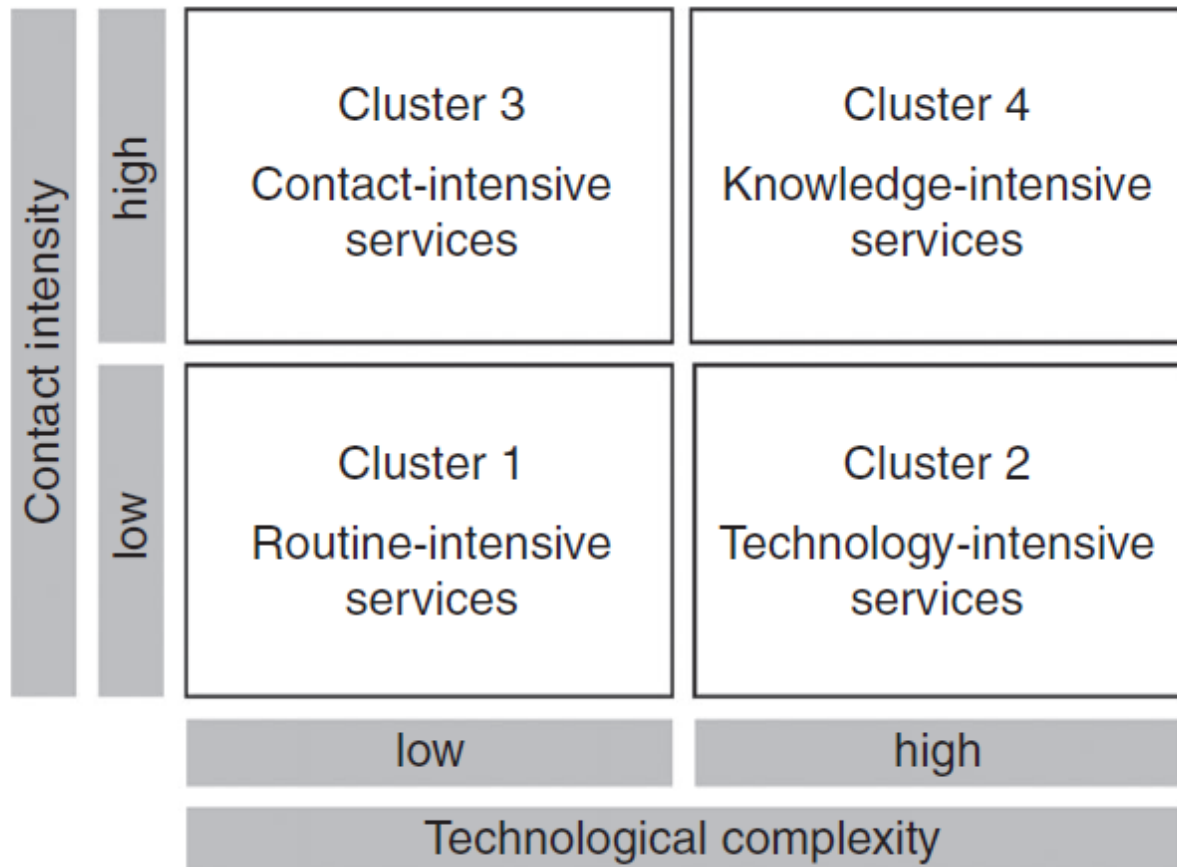 Contact intensity
high
Cluster 3
Contact-intensive
services
Cluster 4
Knowledge-intensive
services
low
Cluster 1
Routine-intensive
services
Cluster 2
Technology-intensive
services
low
high
Technological complexity